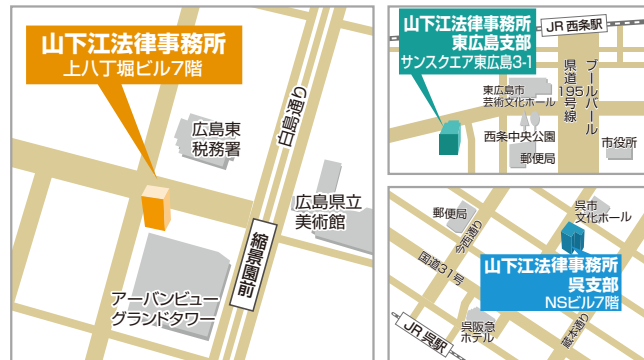 山下江法律事務所
上八丁堀ビル7階
広島東
税務署
白島通り
広島県立
美術館
縮景園前
アーバンビュー
グランドタワー
JR 西条駅
山下江法律事務所
東広島支部
サンスクエア東広島3-1
東広島市
芸術文化ホール
県道195号線
ブールバール
西条中央公園
郵便局
市役所
郵便局
今西通り
呉市
文化ホール
国道31号
山下江法律事務所
呉支部
NSビル7階
呉阪急
ホテル
蔵本通り
JR 呉駅